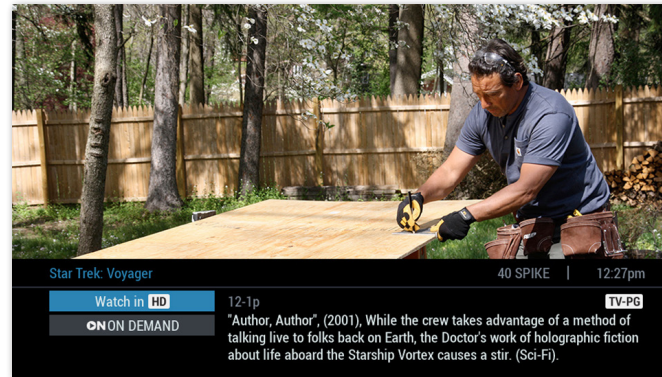 Star Trek: Voyager 40 SPIKE | 12:27pm
Watch in HD
ON DEMAND
12-1p TV-PG
"Author, Author", (2001), While the crew takes advantage of a method of
talking live to folks back on Earth, the Doctor's work of holographic fiction
about life aboard the Starship Vortex causes a stir. (Sci-Fi).